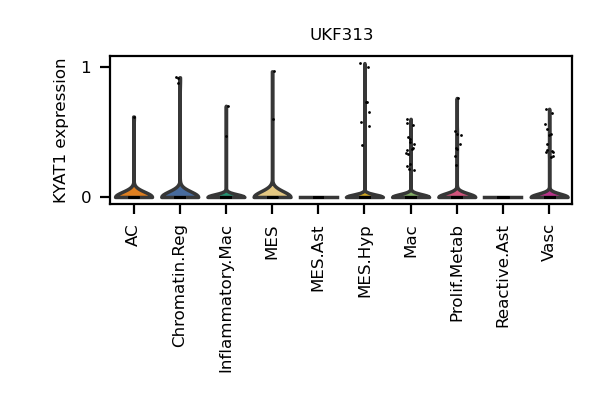 UKF313
KYAT1 expression
1
0
AC
Chromatin.Reg
Inflammatory.Mac
MES
MES.Ast
MES.Hyp
Mac
Prolif.Metab
Reactive.Ast
Vasc